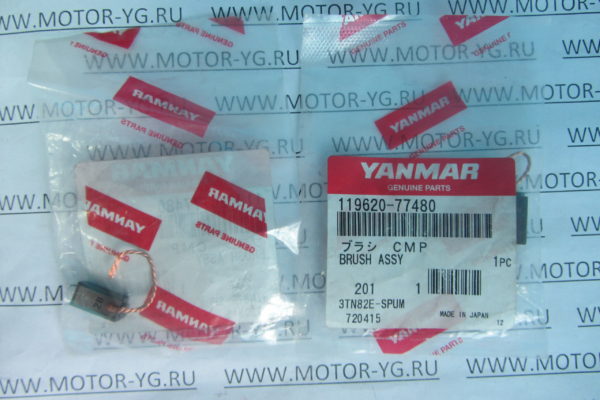 WWW.MOTOR-YG.RU
YANMAR
GENUINE PARTS
119620-77480
ブラシ CMP
BRUSH ASSY
1PC
201 1
3TN82E-SPUM
MADE IN JAPAN
720415
12